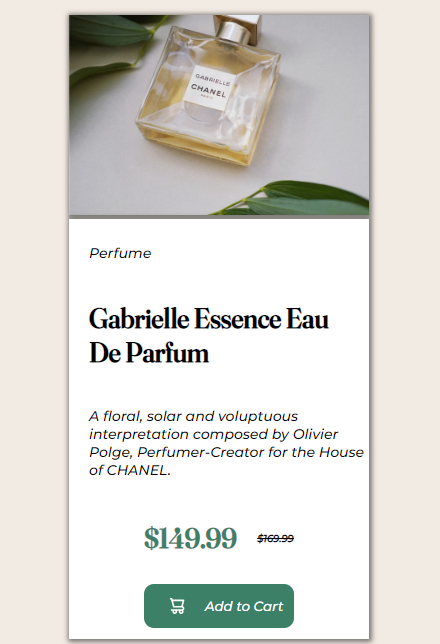 GABRIELLE
CHANEL
Perfume
Gabrielle Essence Eau
De Parfum
A floral, solar and voluptuous
interpretation composed by Olivier
Polge, Perfumer-Creator for the House
of CHANEL.
$149.99 $169.99
Add to Cart